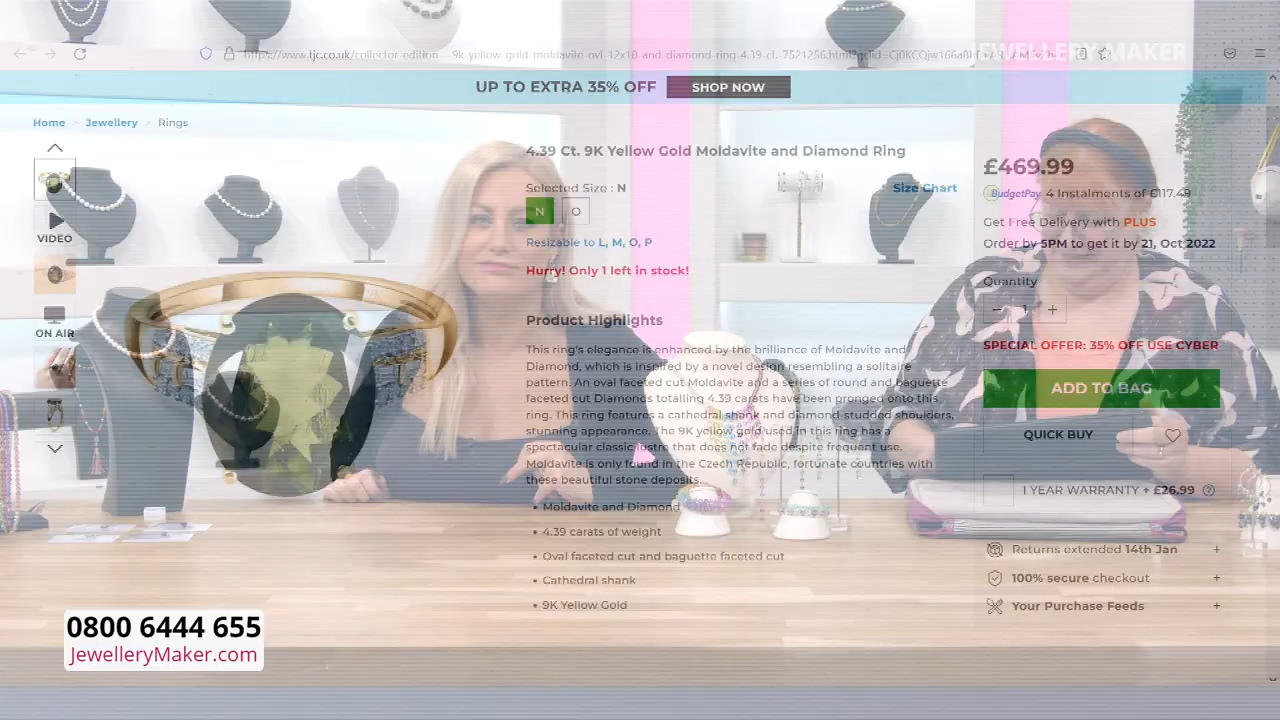 https://www.tjc.co.uk/collector-edition
JEWELLERY MAKER
UP TO EXTRA 35% OFF SHOP NOW
Home > Jewellery > Rings
4.39 Ct. 9K Yellow Gold Moldavite and Diamond Ring
Selected Size : N
Size Chart
N O
Resizable to L, M, O, P
Hurry! Only 1 left in stock!
VIDEO
ON AIR
Product Highlights
This ring's elegance is enhanced by the brilliance of Moldavite and
Diamond, which is inspired by a novel design resembling a solitaire
pattern. An oval faceted cut Moldavite and a series of round and baguette
faceted cut Diamonds totalling 4.39 carats have been pronged onto this
ring. This ring features a cathedral shank and diamond-studded shoulders,
stunning appearance. The 9K yellow gold used in this ring has a
spectacular classic lustre that does not fade despite frequent use.
Moldavite is only found in the Czech Republic, fortunate countries with
these beautiful stone deposits.
• Moldavite and Diamond
• 4.39 carats of weight
• Oval faceted cut and baguette faceted cut
• Cathedral shank
• 9K Yellow Gold
£469.99
BudgetPay 4 Instalments of £117.49
Get Free Delivery with PLUS
Order by 5PM to get it by 21, Oct 2022
Quantity
− 1 +
SPECIAL OFFER: 35% OFF USE CYBER
ADD TO BAG
QUICK BUY
1 YEAR WARRANTY + £26.99 ?
Returns extended 14th Jan +
100% secure checkout +
Your Purchase Feeds +
0800 6444 655
JewelleryMaker.com